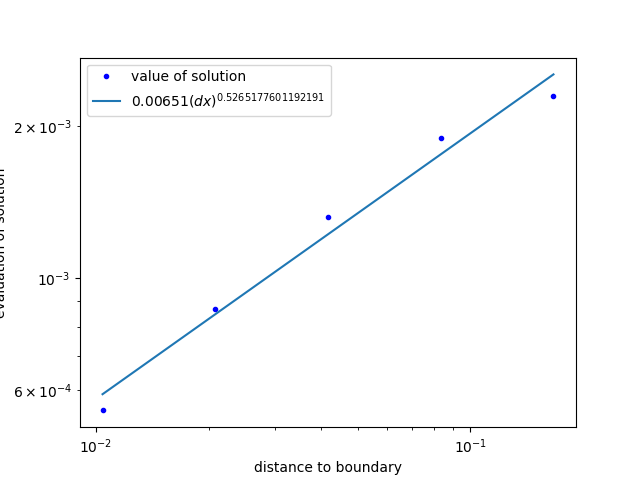 value of solution
0.00651(dx)^0.5265177601192191
2 × 10⁻³
10⁻³
6 × 10⁻⁴
evaluation of solution
10⁻² 10⁻¹
distance to boundary